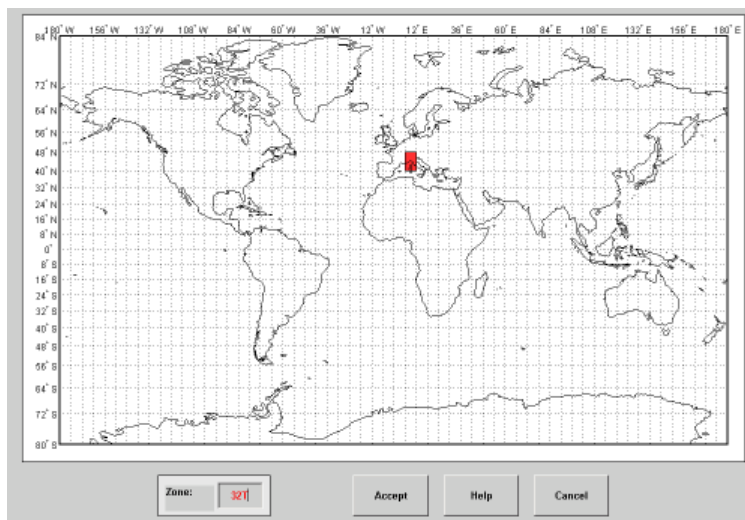 180° W 156° W 132° W 108° W 84° W 60° W 36° W 12° W 12° E 36° E 60° E 84° E 108° E 132° E 156° E 180° E
84° N
72° N
64° N
56° N
48° N
40° N
32° N
24° N
16° N
8° N
0°
8° S
16° S
24° S
32° S
40° S
48° S
56° S
64° S
72° S
80° S
Zone: 32T
Accept Help Cancel